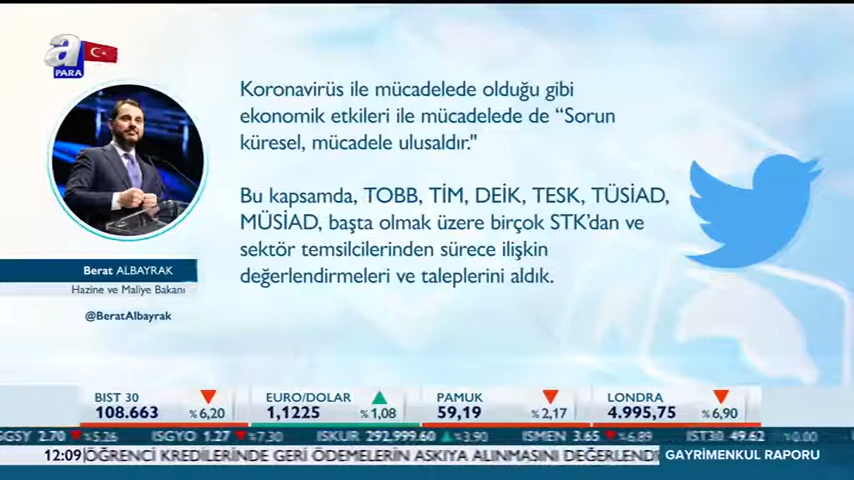 a
PARA
Koronavirüs ile mücadelede olduğu gibi
ekonomik etkileri ile mücadelede de “Sorun
küresel, mücadele ulusaldır."
Bu kapsamda, TOBB, TİM, DEİK, TESK, TÜSİAD,
MÜSİAD, başta olmak üzere birçok STK’dan ve
sektör temsilcilerinden sürece ilişkin
değerlendirmeleri ve taleplerini aldık.
Berat ALBAYRAK
Hazine ve Maliye Bakanı
@BeratAlbayrak
BIST 30
108.663 %6,20
EURO/DOLAR
1,1225 %1,08
PAMUK
59,19 %2,17
LONDRA
4.995,75 %6,90
GSGSY 2.70 %5.26 ISGYO 1.27 %7.30 ISKUR 292,999.60 %3.90 ISMEN 3.65 %6.89 IST30 49.62 %0.00
12:09 ÖĞRENCİ KREDİLERİNDE GERİ ÖDEMELERİN ASKIYA ALINMASINI DEĞERLENDİ GAYRİMENKUL RAPORU